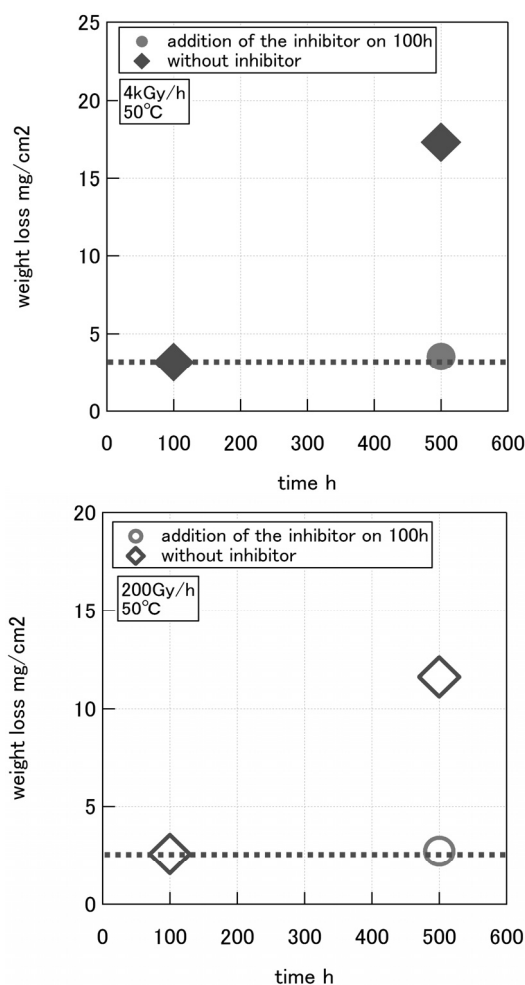 25
addition of the inhibitor on 100h
without inhibitor
4kGy/h
50℃
20
15
10
5
0
weight loss mg/cm2
0 100 200 300 400 500 600
time h
20
addition of the inhibitor on 100h
without inhibitor
200Gy/h
50℃
15
10
5
0
weight loss mg/cm2
0 100 200 300 400 500 600
time h